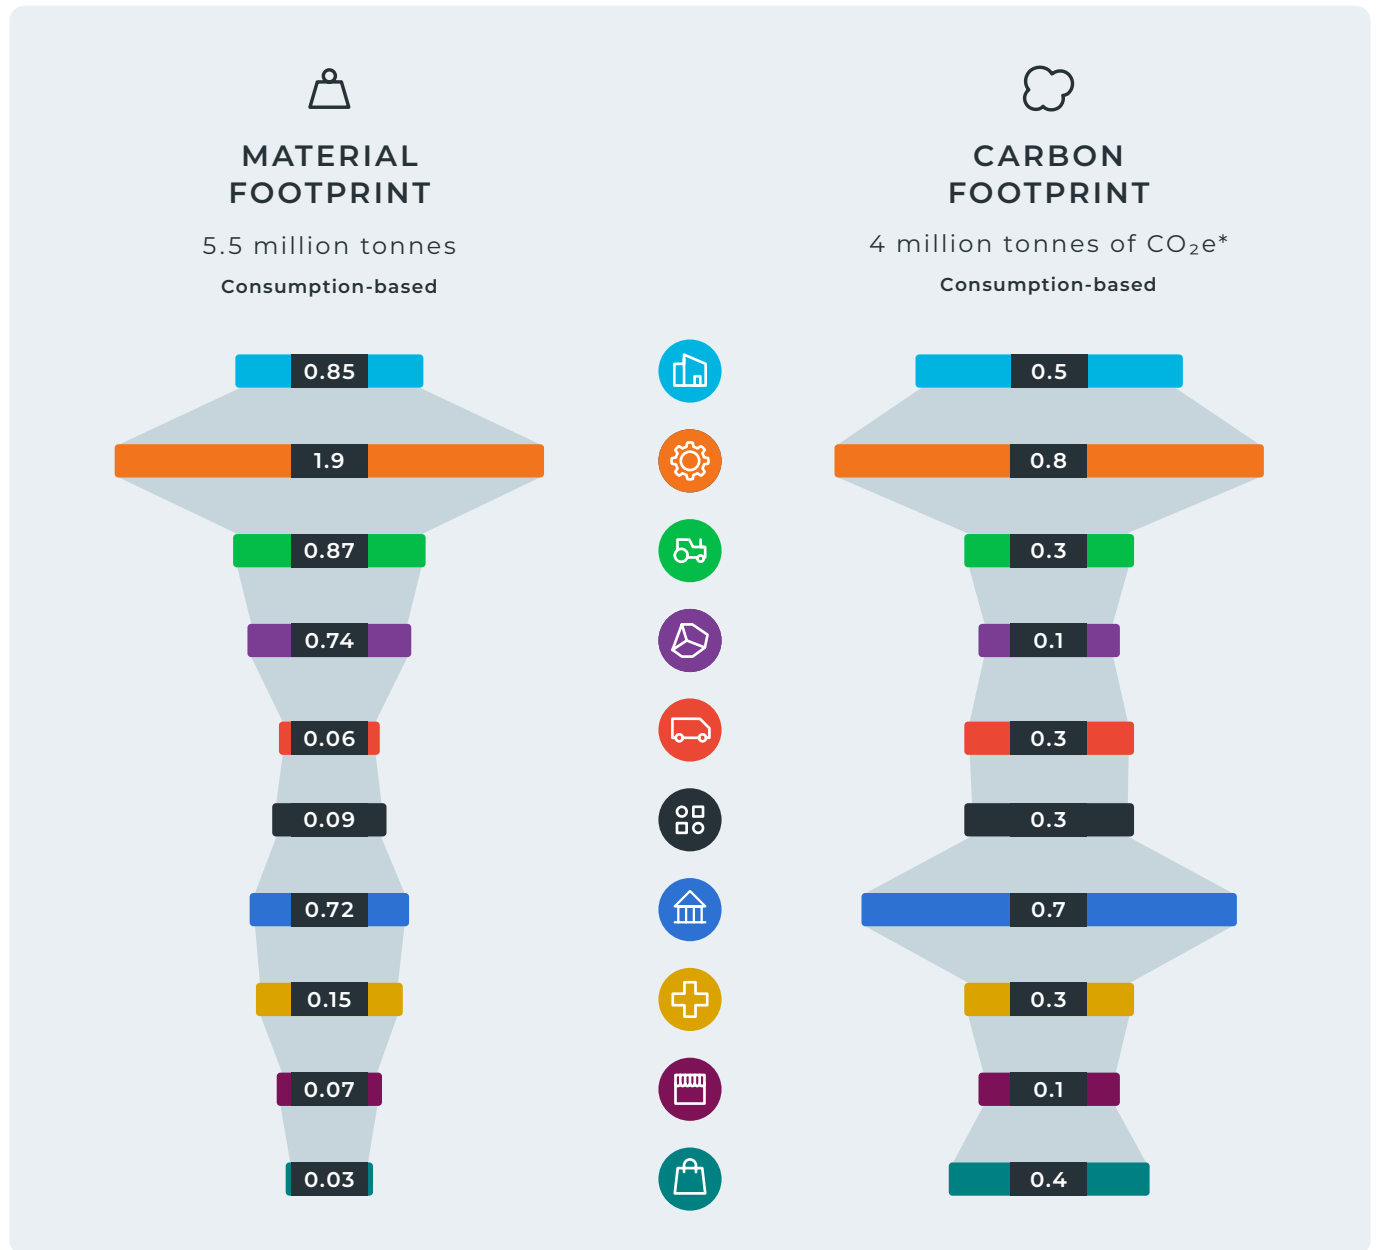 MATERIAL
FOOTPRINT
5.5 million tonnes
Consumption-based
CARBON
FOOTPRINT
4 million tonnes of CO₂e*
Consumption-based
0.85
0.5
1.9
0.8
0.87
0.3
0.74
0.1
0.06
0.3
0.09
0.3
0.72
0.7
0.15
0.3
0.07
0.1
0.03
0.4